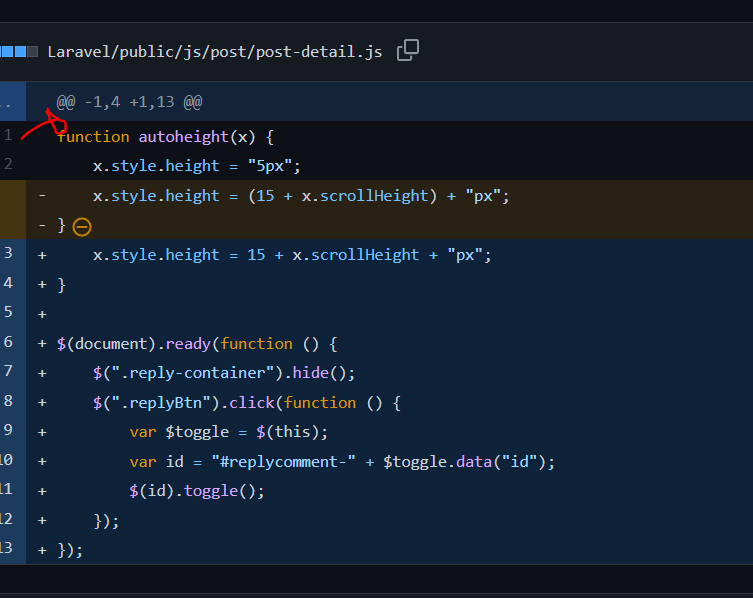 Laravel/public/js/post/post-detail.js
.. @@ -1,4 +1,13 @@
1 function autoheight(x) {
2     x.style.height = "5px";
-     x.style.height = (15 + x.scrollHeight) + "px";
- }
3 +     x.style.height = 15 + x.scrollHeight + "px";
4 + }
5 +
6 + $(document).ready(function () {
7 +     $(".reply-container").hide();
8 +     $(".replyBtn").click(function () {
9 +         var $toggle = $(this);
10 +         var id = "#replycomment-" + $toggle.data("id");
11 +         $(id).toggle();
12 +     });
13 + });